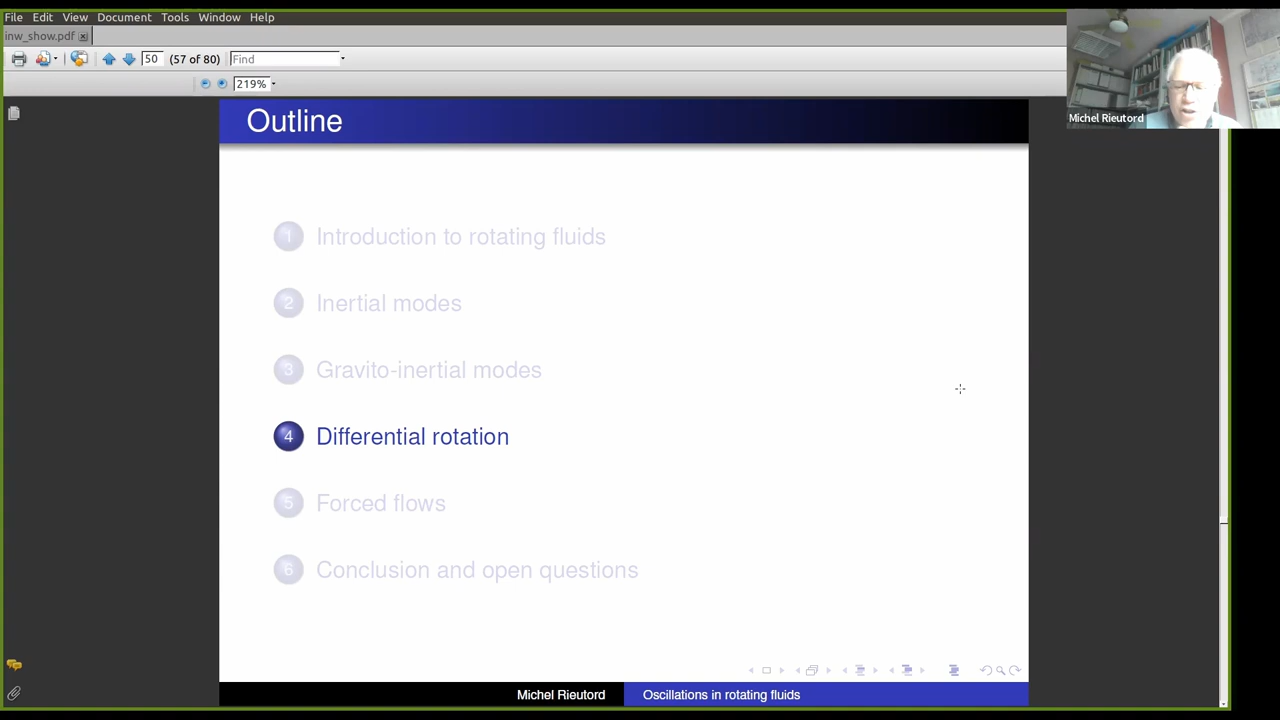 File Edit View Document Tools Window Help
inw_show.pdf
50 (57 of 80) Find
219%
Michel Rieutord
Outline
1 Introduction to rotating fluids
2 Inertial modes
3 Gravito-inertial modes
4 Differential rotation
5 Forced flows
6 Conclusion and open questions
Michel Rieutord Oscillations in rotating fluids